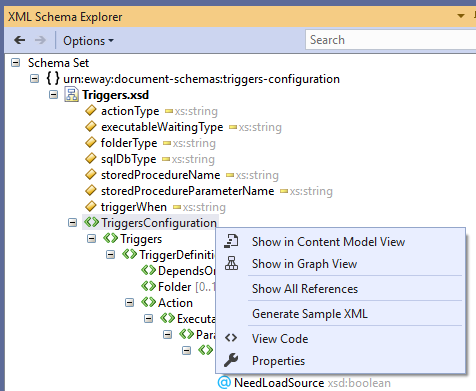 XML Schema Explorer
Options
Search
Schema Set
{ } urn:eway:document-schemas:triggers-configuration
Triggers.xsd
actionType xs:string
executableWaitingType xs:string
folderType xs:string
sqlDbType xs:string
storedProcedureName xs:string
storedProcedureParameterName xs:string
triggerWhen xs:string
TriggersConfiguration
Triggers
TriggerDefiniti
DependsOn
Folder [0..1
Action
Executa
Para
Show in Content Model View
Show in Graph View
Show All References
Generate Sample XML
View Code
Properties
@ NeedLoadSource xsd:boolean